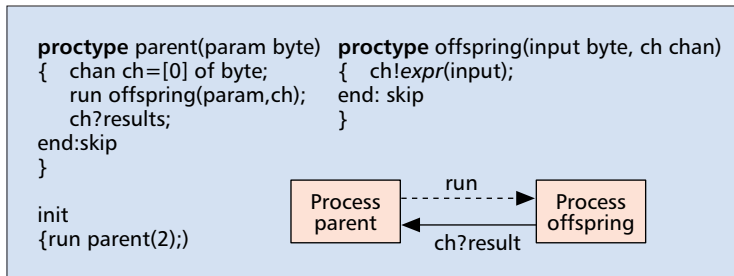 proctype parent(param byte)
{ chan ch=[0] of byte;
run offspring(param,ch);
ch?results;
end:skip
}
init
{run parent(2);)
proctype offspring(input byte, ch chan)
{ ch!expr(input);
end: skip
}
Process
parent
run
ch?result
Process
offspring